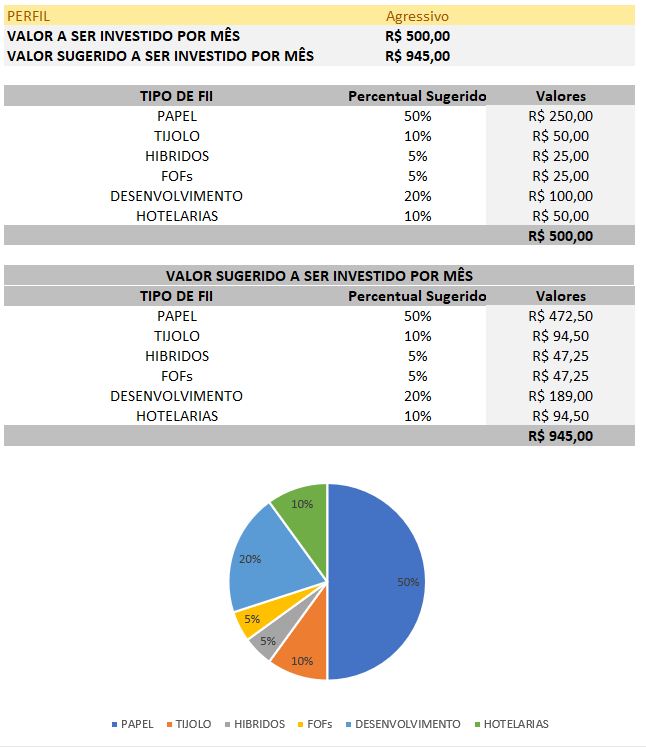 PERFIL Agressivo
VALOR A SER INVESTIDO POR MÊS R$ 500,00
VALOR SUGERIDO A SER INVESTIDO POR MÊS R$ 945,00
TIPO DE FII Percentual Sugerido Valores
PAPEL 50% R$ 250,00
TIJOLO 10% R$ 50,00
HIBRIDOS 5% R$ 25,00
FOFs 5% R$ 25,00
DESENVOLVIMENTO 20% R$ 100,00
HOTELARIAS 10% R$ 50,00
R$ 500,00
VALOR SUGERIDO A SER INVESTIDO POR MÊS
TIPO DE FII Percentual Sugerido Valores
PAPEL 50% R$ 472,50
TIJOLO 10% R$ 94,50
HIBRIDOS 5% R$ 47,25
FOFs 5% R$ 47,25
DESENVOLVIMENTO 20% R$ 189,00
HOTELARIAS 10% R$ 94,50
R$ 945,00
10%
20%
50%
5%
5%
10%
PAPEL TIJOLO HIBRIDOS FOFs DESENVOLVIMENTO HOTELARIAS